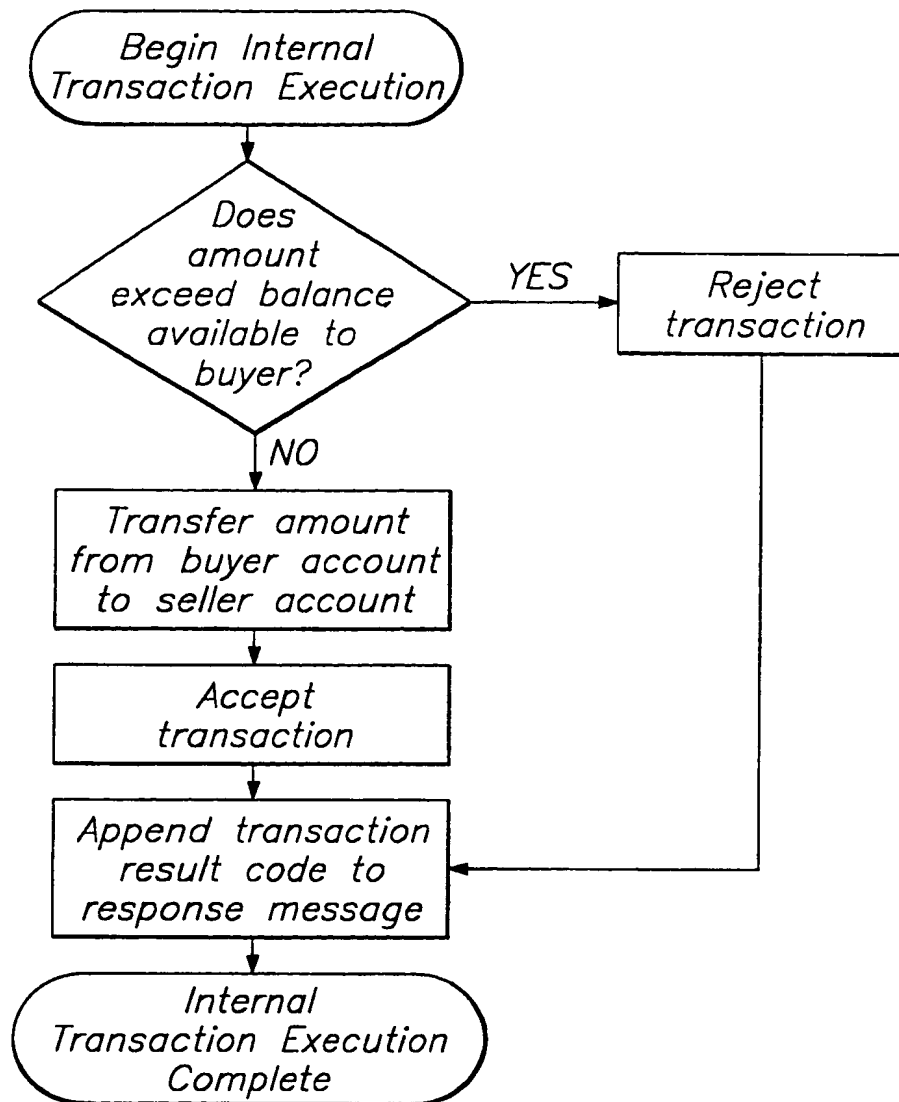 Begin Internal
Transaction Execution
Does
amount
exceed balance
available to
buyer?
YES
Reject
transaction
NO
Transfer amount
from buyer account
to seller account
Accept
transaction
Append transaction
result code to
response message
Internal
Transaction Execution
Complete